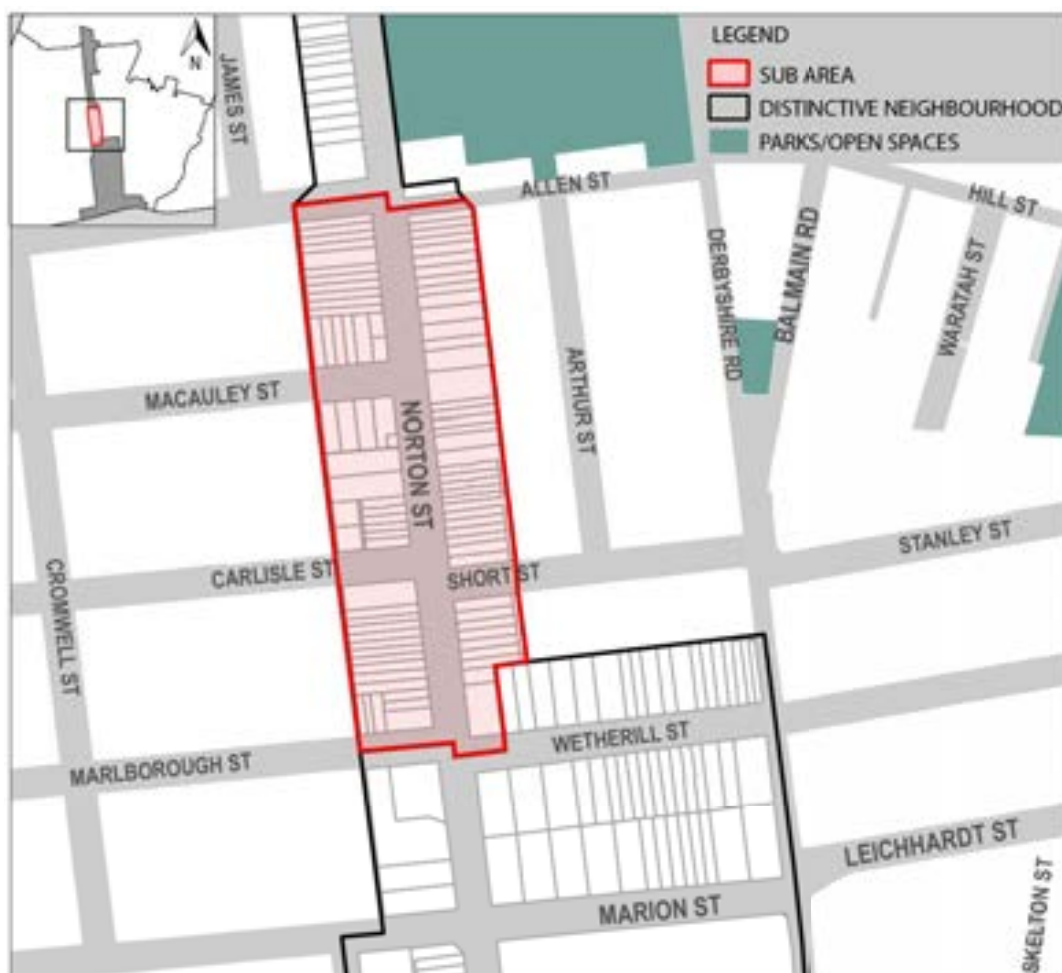 N
JAMES ST
LEGEND
SUB AREA
DISTINCTIVE NEIGHBOURHOOD
PARKS/OPEN SPACES
ALLEN ST
HILL ST
DERBYSHIRE RD
BALMAIN RD
WARATAH ST
MACAULEY ST
NORTON ST
ARTHUR ST
CROMWELL ST
CARLISLE ST
SHORT ST
STANLEY ST
MARLBOROUGH ST
WETHERILL ST
LEICHHARDT ST
MARION ST
SKELTON ST